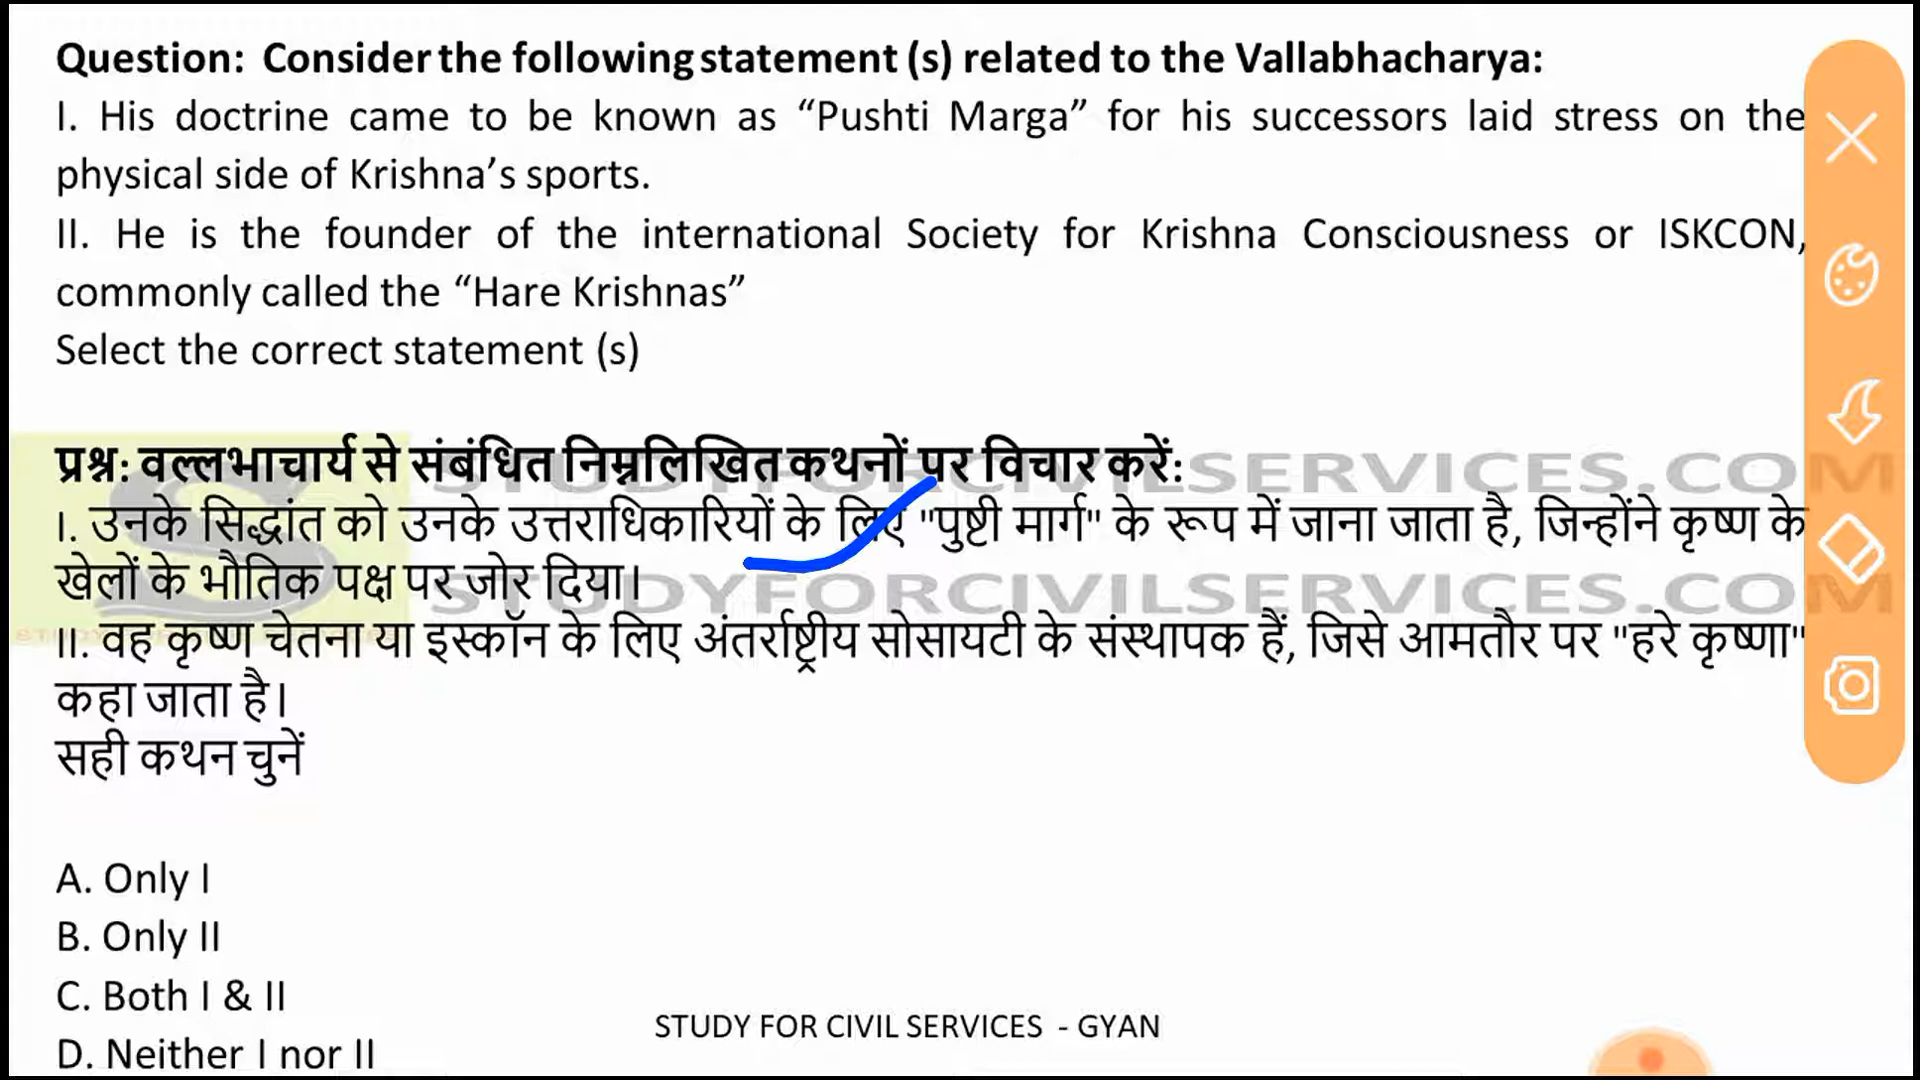 Question: Consider the following statement (s) related to the Vallabhacharya:
I. His doctrine came to be known as “Pushti Marga” for his successors laid stress on the
physical side of Krishna’s sports.
II. He is the founder of the international Society for Krishna Consciousness or ISKCON,
commonly called the “Hare Krishnas”
Select the correct statement (s)
प्रश्न: वल्लभाचार्य से संबंधित निम्नलिखित कथनों पर विचार करें:
STUDYFORCIVILSERVICES.COM
I. उनके सिद्धांत को उनके उत्तराधिकारियों के लिए "पुष्टी मार्ग" के रूप में जाना जाता है, जिन्होंने कृष्ण के
खेलों के भौतिक पक्ष पर जोर दिया।
STUDYFORCIVILSERVICES.COM
II. वह कृष्ण चेतना या इस्कॉन के लिए अंतर्राष्ट्रीय सोसायटी के संस्थापक हैं, जिसे आमतौर पर "हरे कृष्णा"
कहा जाता है।
सही कथन चुनें
A. Only I
B. Only II
C. Both I & II
D. Neither I nor II
STUDY FOR CIVIL SERVICES - GYAN